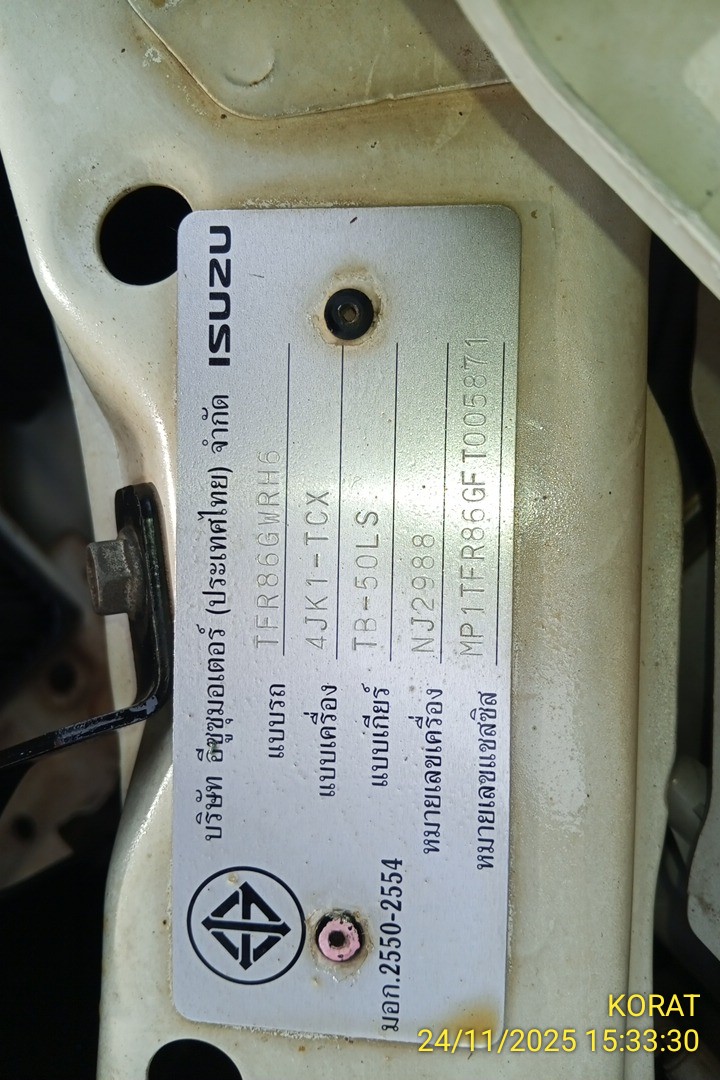 บริษัท อีซูซุมอเตอร์ (ประเทศไทย) จำกัด ISUZU
แบบรถ TFR86GWRH6
แบบเครื่อง 4JK1-TCX
แบบเกียร์ TB-50LS
หมายเลขเครื่อง NJ2988
หมายเลขแชสซิส MP1TFR86GFT005871
มอก.2550-2554
KORAT
24/11/2025 15:33:30